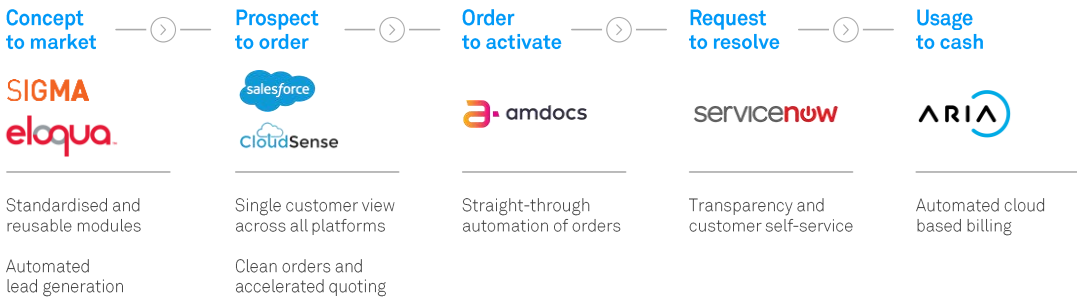 Concept
to market
Prospect
to order
Order
to activate
Request
to resolve
Usage
to cash
SIGMA
eloqua™
salesforce
CloudSense
amdocs
servicenow
ARIA
Standardised and
reusable modules
Automated
lead generation
Single customer view
across all platforms
Clean orders and
accelerated quoting
Straight-through
automation of orders
Transparency and
customer self-service
Automated cloud
based billing